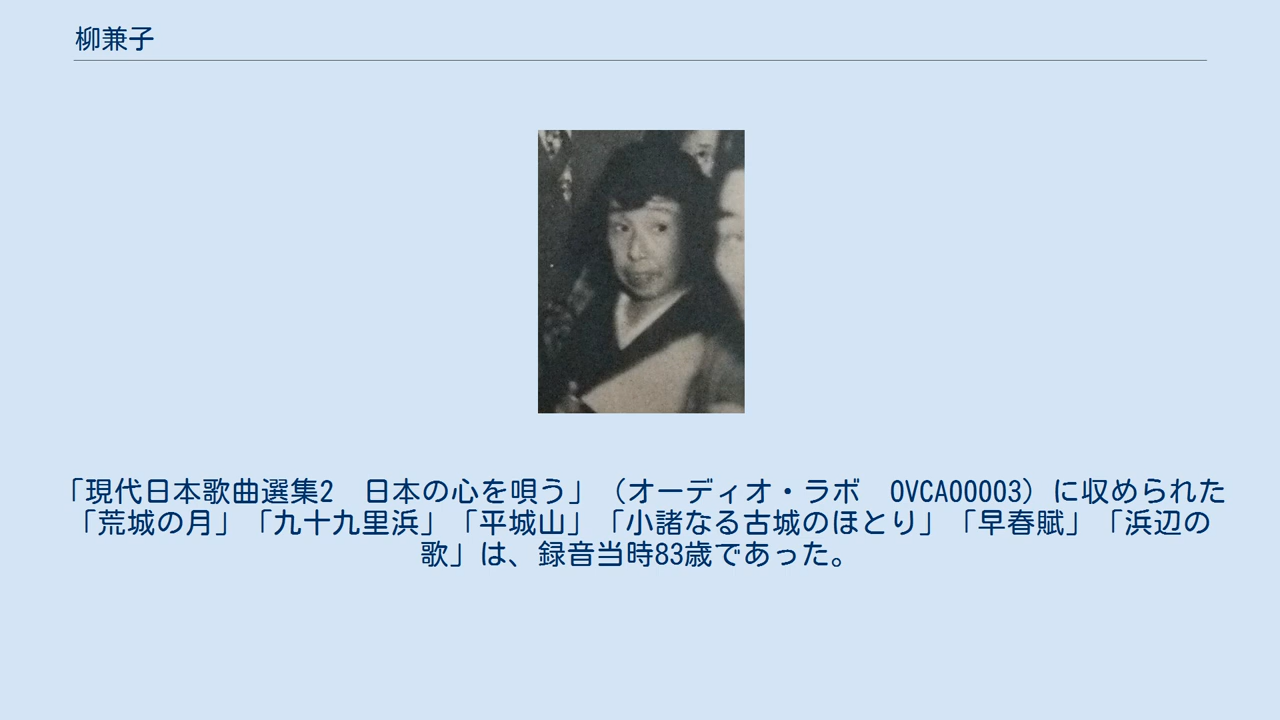 柳兼子
「現代日本歌曲選集2　日本の心を唄う」（オーディオ・ラボ　OVCA00003）に収められた
「荒城の月」「九十九里浜」「平城山」「小諸なる古城のほとり」「早春賦」「浜辺の
歌」は、録音当時83歳であった。